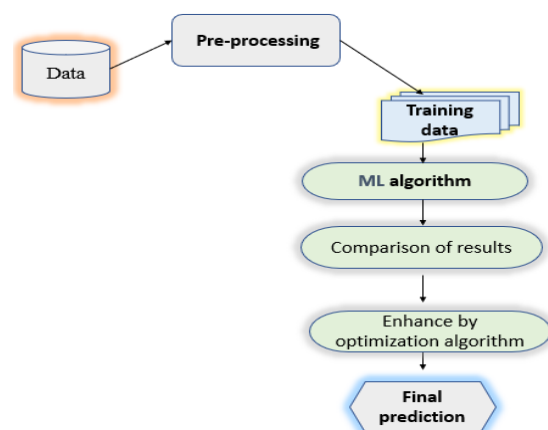 Pre-processing
Data
Training
data
ML algorithm
Comparison of results
Enhance by
optimization algorithm
Final
prediction